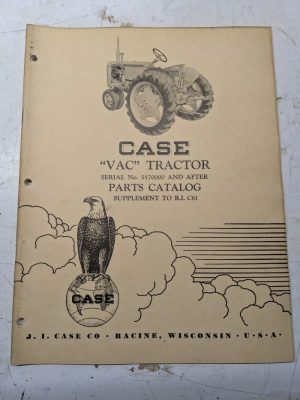 CASE
"VAC" TRACTOR
SERIAL No. 5570000 AND AFTER
PARTS CATALOG
SUPPLEMENT TO R.I. C61
CASE
J. I. CASE CO · RACINE, WISCONSIN · U·S·A·